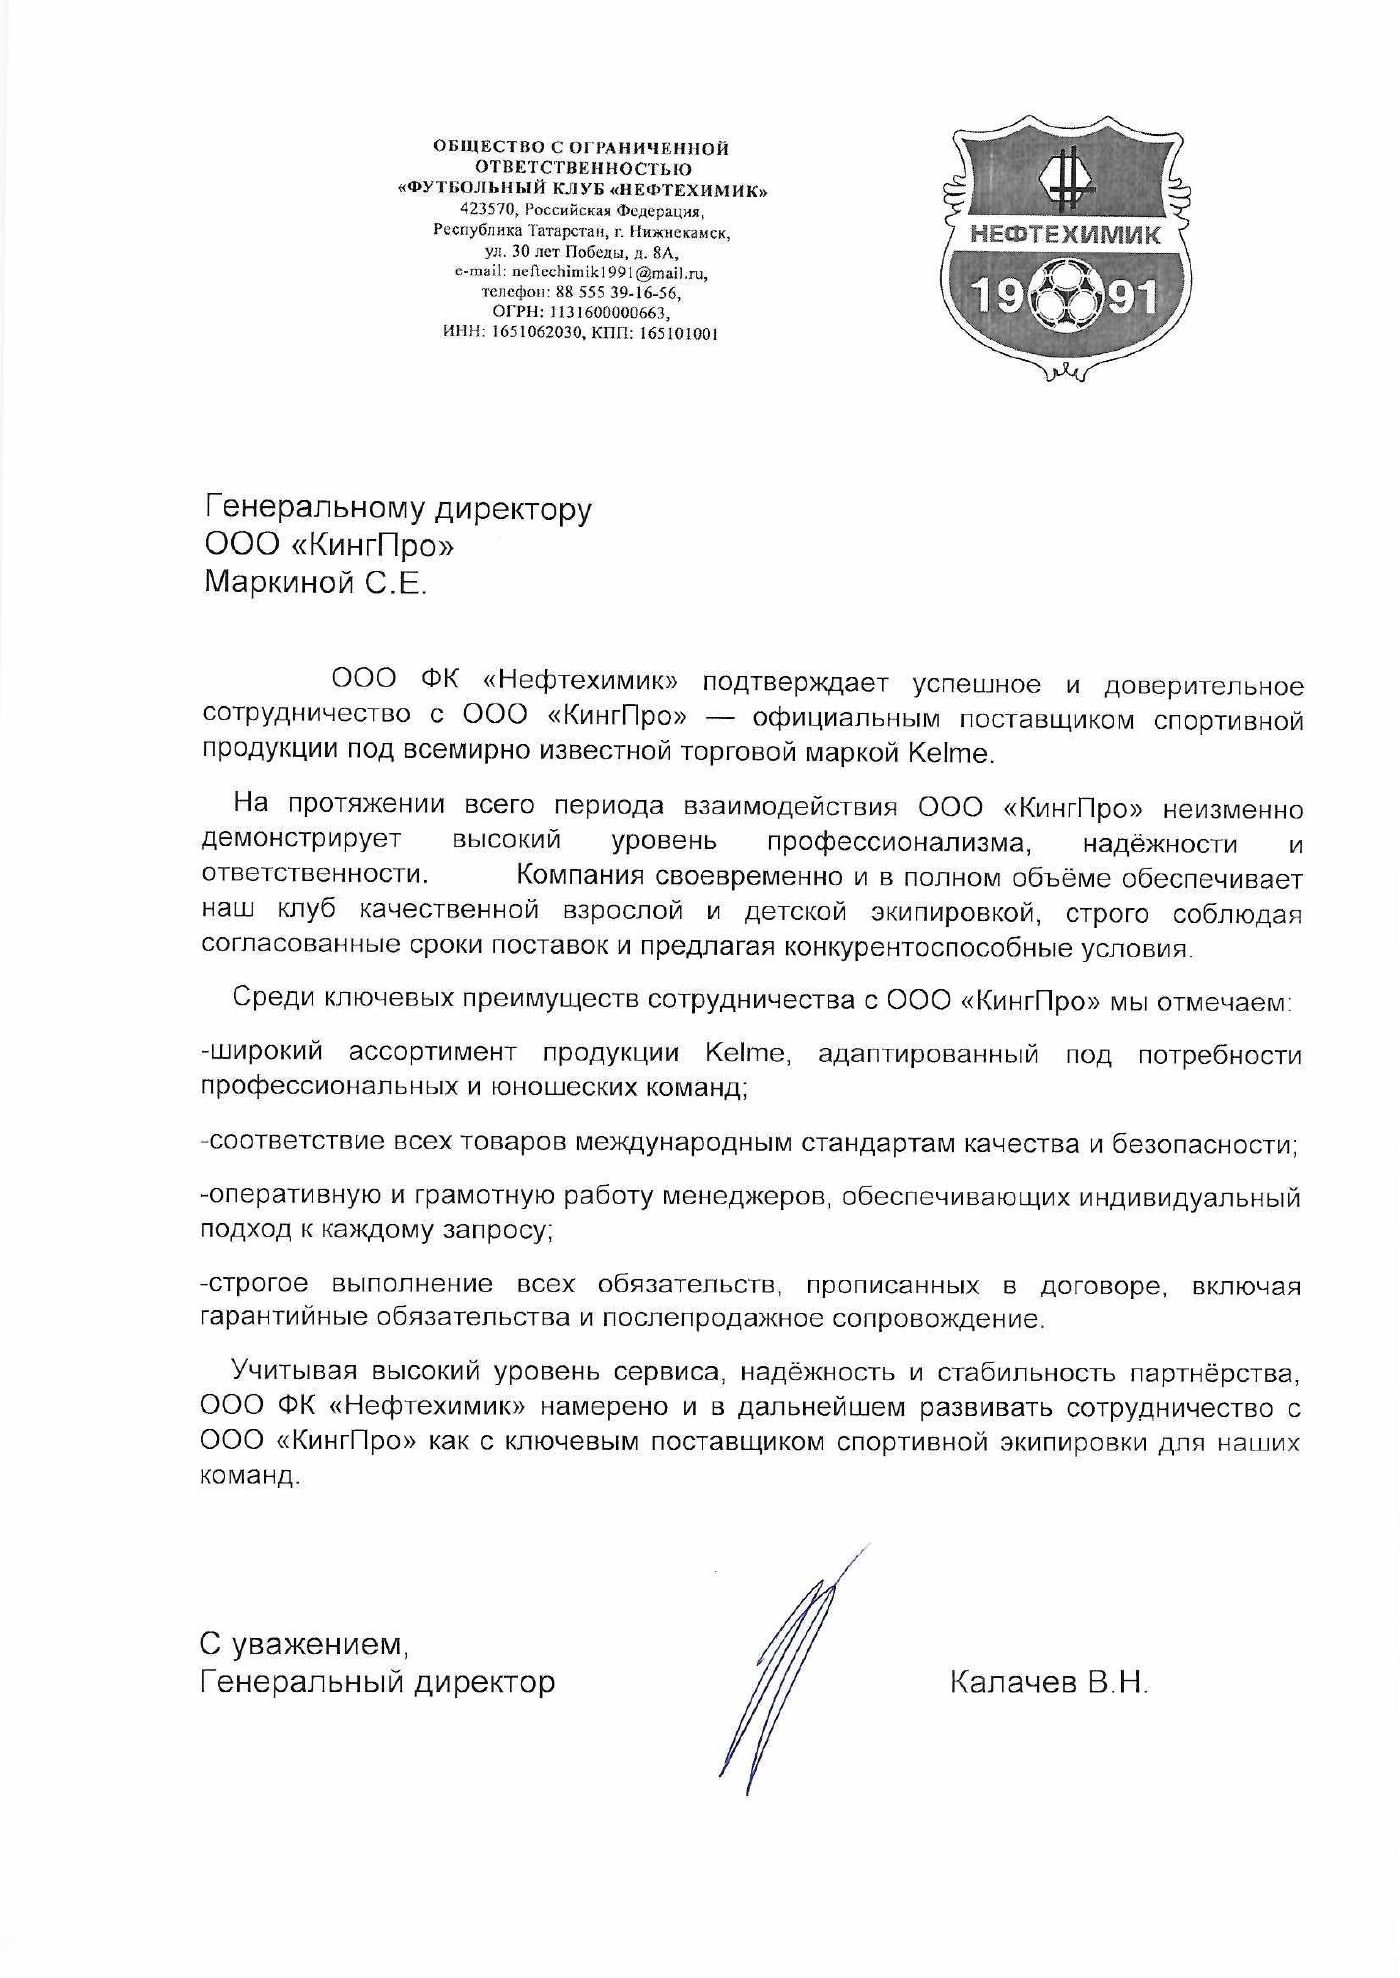 ОБЩЕСТВО С ОГРАНИЧЕННОЙ
ОТВЕТСТВЕННОСТЬЮ
«ФУТБОЛЬНЫЙ КЛУБ «НЕФТЕХИМИК»
423570, Российская Федерация,
Республика Татарстан, г. Нижнекамск,
ул. 30 лет Победы, д. 8А,
e-mail: neftechimik1991@mail.ru,
телефон: 88 555 39-16-56,
ОГРН: 1131600000663,
ИНН: 1651062030, КПП: 165101001
НЕФТЕХИМИК
19 91
Генеральному директору
ООО «КингПро»
Маркиной С.Е.
ООО ФК «Нефтехимик» подтверждает успешное и доверительное
сотрудничество с ООО «КингПро» — официальным поставщиком спортивной
продукции под всемирно известной торговой маркой Kelme.
На протяжении всего периода взаимодействия ООО «КингПро» неизменно
демонстрирует высокий уровень профессионализма, надёжности и
ответственности. Компания своевременно и в полном объёме обеспечивает
наш клуб качественной взрослой и детской экипировкой, строго соблюдая
согласованные сроки поставок и предлагая конкурентоспособные условия.
Среди ключевых преимуществ сотрудничества с ООО «КингПро» мы отмечаем:
-широкий ассортимент продукции Kelme, адаптированный под потребности
профессиональных и юношеских команд;
-соответствие всех товаров международным стандартам качества и безопасности;
-оперативную и грамотную работу менеджеров, обеспечивающих индивидуальный
подход к каждому запросу;
-строгое выполнение всех обязательств, прописанных в договоре, включая
гарантийные обязательства и послепродажное сопровождение.
Учитывая высокий уровень сервиса, надёжность и стабильность партнёрства,
ООО ФК «Нефтехимик» намерено и в дальнейшем развивать сотрудничество с
ООО «КингПро» как с ключевым поставщиком спортивной экипировки для наших
команд.
С уважением,
Генеральный директор
Калачев В.Н.